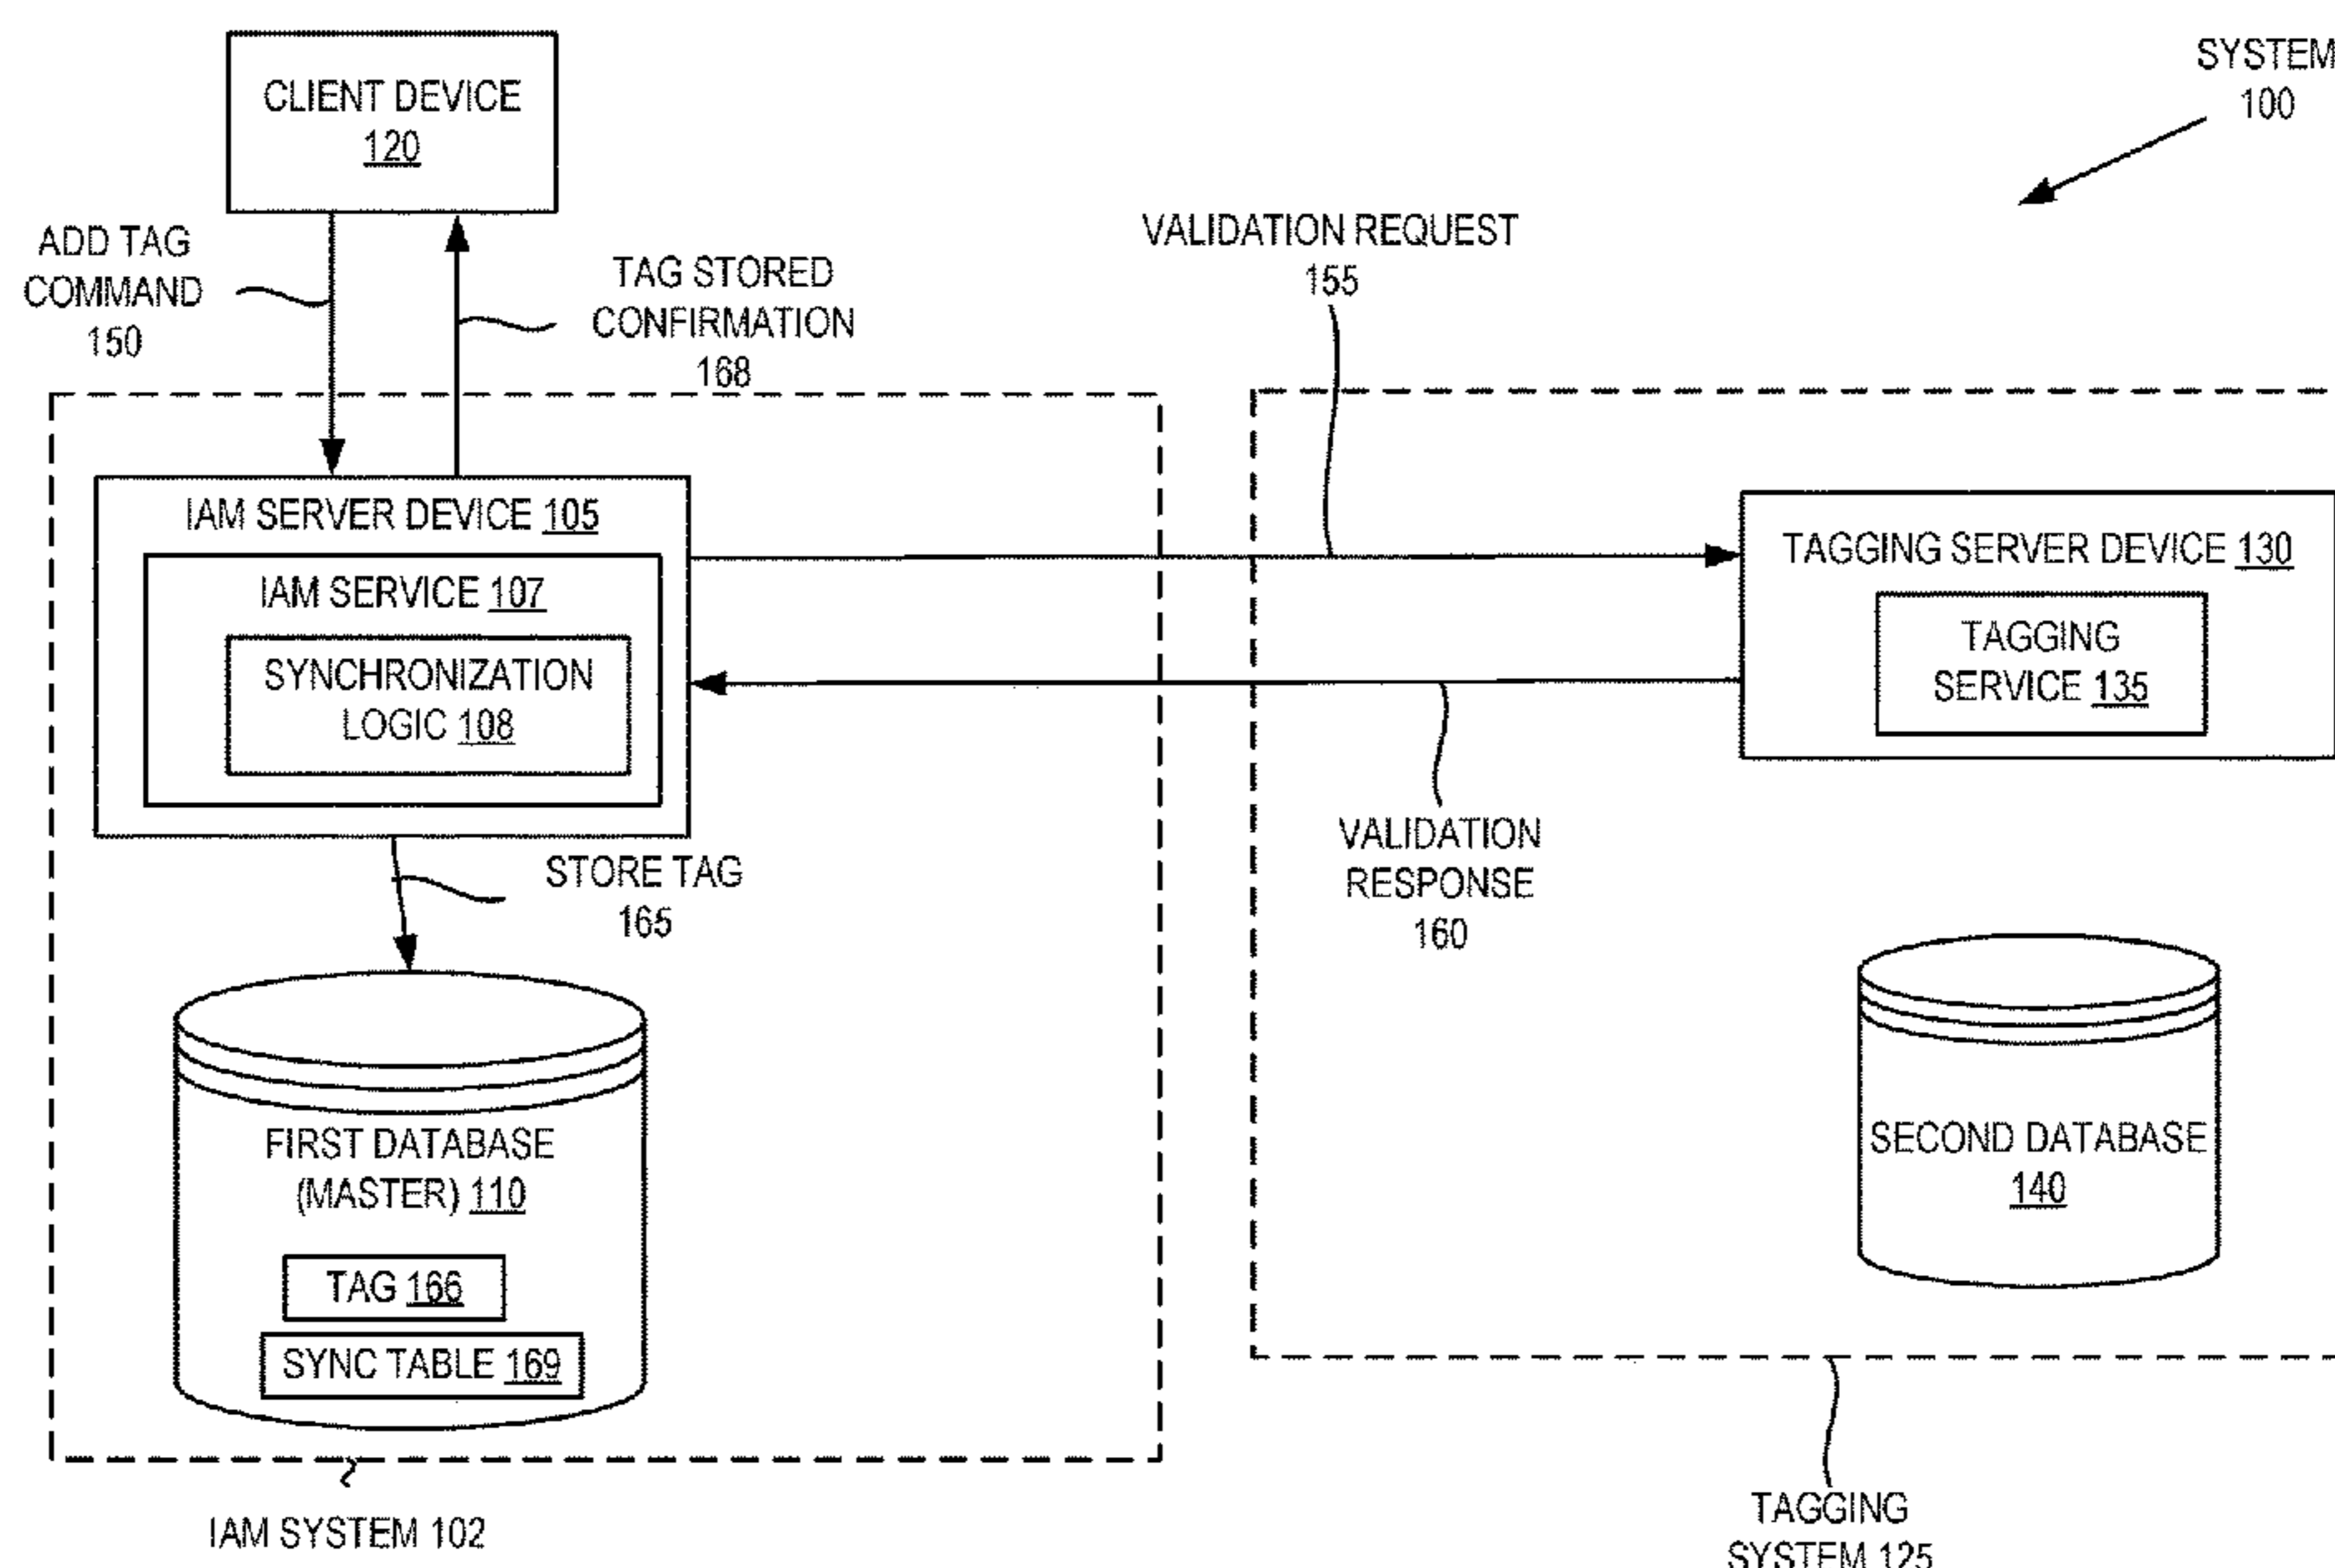 SYSTEM
100
CLIENT DEVICE
120
ADD TAG
COMMAND
150
TAG STORED
CONFIRMATION
168
VALIDATION REQUEST
155
IAM SERVER DEVICE 105
IAM SERVICE 107
SYNCHRONIZATION
LOGIC 108
TAGGING SERVER DEVICE 130
TAGGING
SERVICE 135
VALIDATION
RESPONSE
160
STORE TAG
165
FIRST DATABASE
(MASTER) 110
TAG 166
SYNC TABLE 169
SECOND DATABASE
140
IAM SYSTEM 102
TAGGING
SYSTEM 125